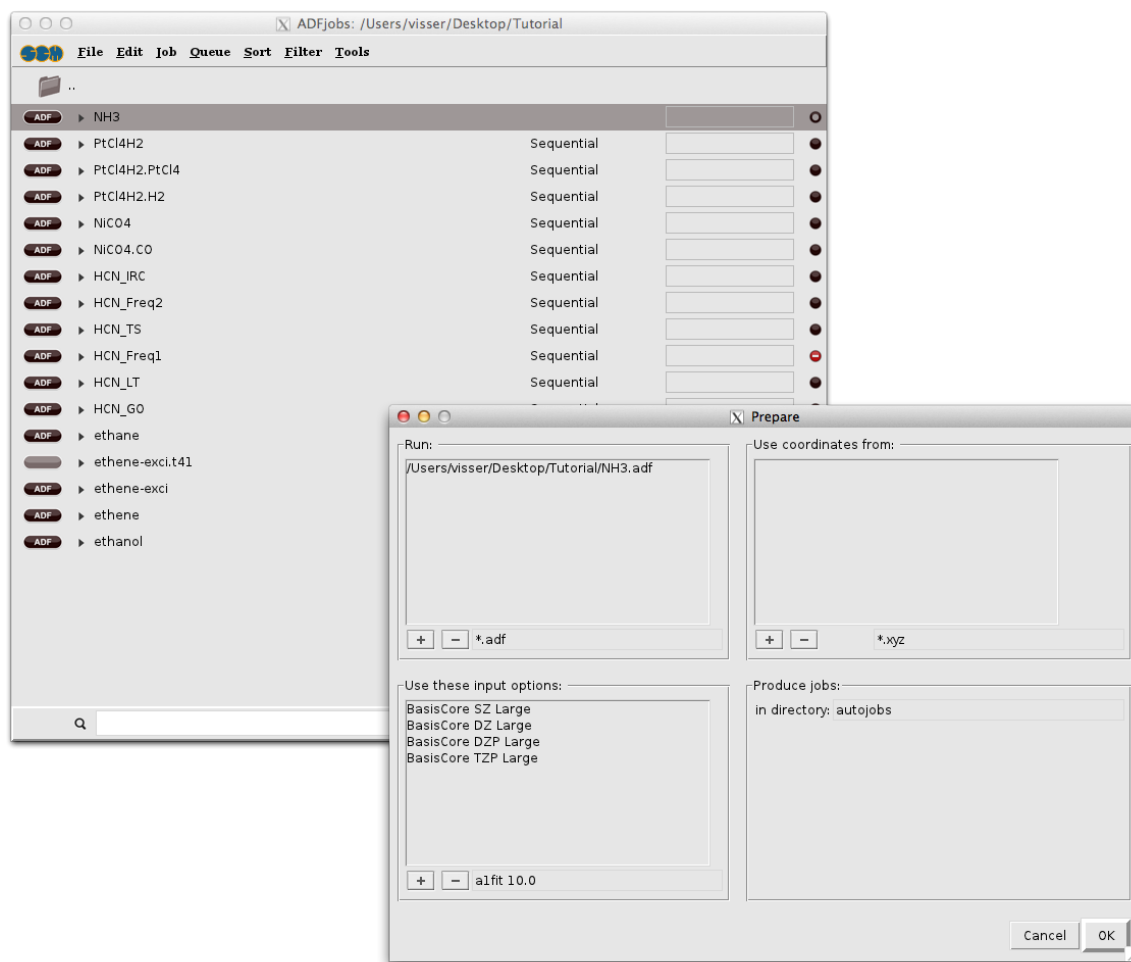 ADFjobs: /Users/visser/Desktop/Tutorial
SCM File Edit Job Queue Sort Filter Tools
..
ADF NH3
ADF PtCl4H2 Sequential
ADF PtCl4H2.PtCl4 Sequential
ADF PtCl4H2.H2 Sequential
ADF NiCO4 Sequential
ADF NiCO4.CO Sequential
ADF HCN_IRC Sequential
ADF HCN_Freq2 Sequential
ADF HCN_TS Sequential
ADF HCN_Freq1 Sequential
ADF HCN_LT Sequential
ADF HCN_GO
ADF ethane
ethene-exci.t41
ADF ethene-exci
ADF ethene
ADF ethanol
Prepare
Run:
/Users/visser/Desktop/Tutorial/NH3.adf
+ − *.adf
Use coordinates from:
+ − *.xyz
Use these input options:
BasisCore SZ Large
BasisCore DZ Large
BasisCore DZP Large
BasisCore TZP Large
+ − a1fit 10.0
Produce jobs:
in directory: autojobs
Cancel OK